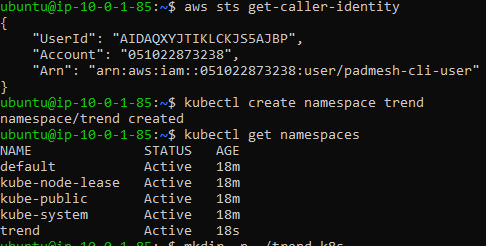 ubuntu@ip-10-0-1-85:~$ aws sts get-caller-identity
{
    "UserId": "AIDAQXYJTIKLCKJS5AJBP",
    "Account": "051022873238",
    "Arn": "arn:aws:iam::051022873238:user/padmesh-cli-user"
}
ubuntu@ip-10-0-1-85:~$ kubectl create namespace trend
namespace/trend created
ubuntu@ip-10-0-1-85:~$ kubectl get namespaces
NAME              STATUS   AGE
default           Active   18m
kube-node-lease   Active   18m
kube-public       Active   18m
kube-system       Active   18m
trend             Active   18s
ubuntu@ip-10-0-1-85:~$ mkdir -p ~/trend-k8s